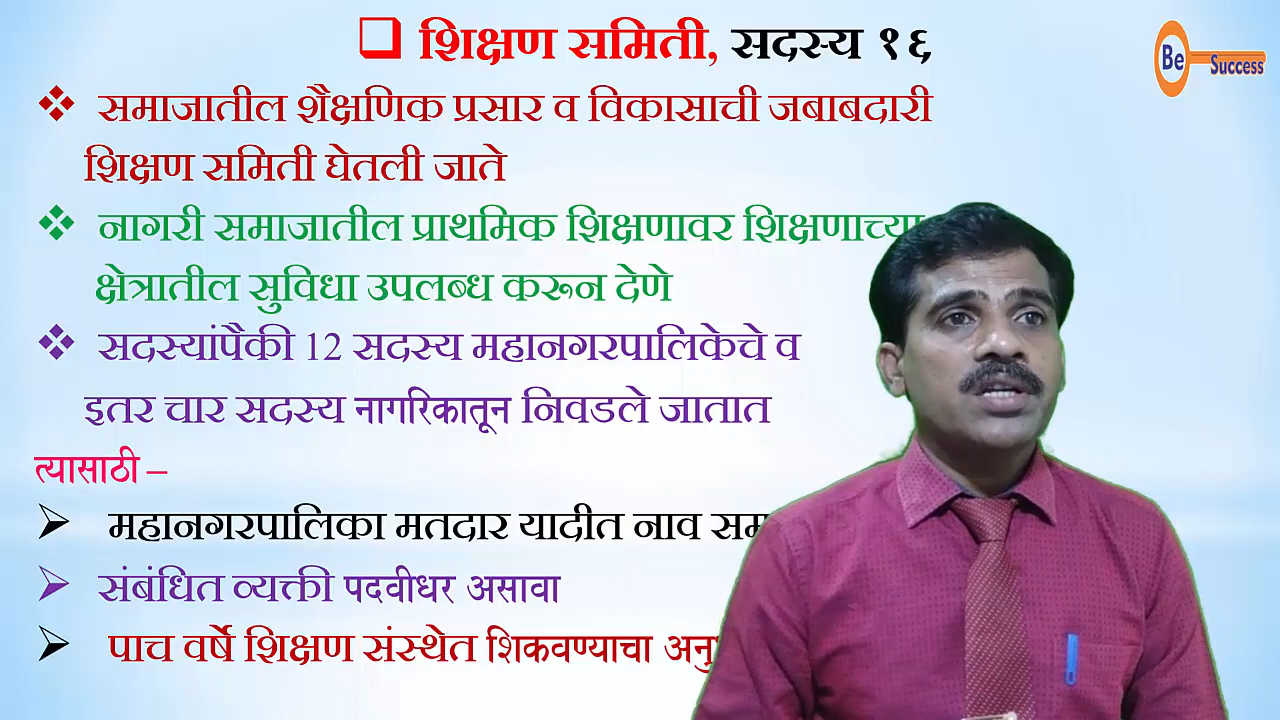 शिक्षण समिती, सदस्य १६
Be Success
समाजातील शैक्षणिक प्रसार व विकासाची जबाबदारी
शिक्षण समिती घेतली जाते
नागरी समाजातील प्राथमिक शिक्षणावर शिक्षणाच्या
क्षेत्रातील सुविधा उपलब्ध करून देणे
सदस्यांपैकी 12 सदस्य महानगरपालिकेचे व
इतर चार सदस्य नागरिकातून निवडले जातात
त्यासाठी –
महानगरपालिका मतदार यादीत नाव
संबंधित व्यक्ती पदवीधर असावा
पाच वर्षे शिक्षण संस्थेत शिकवण्याचा